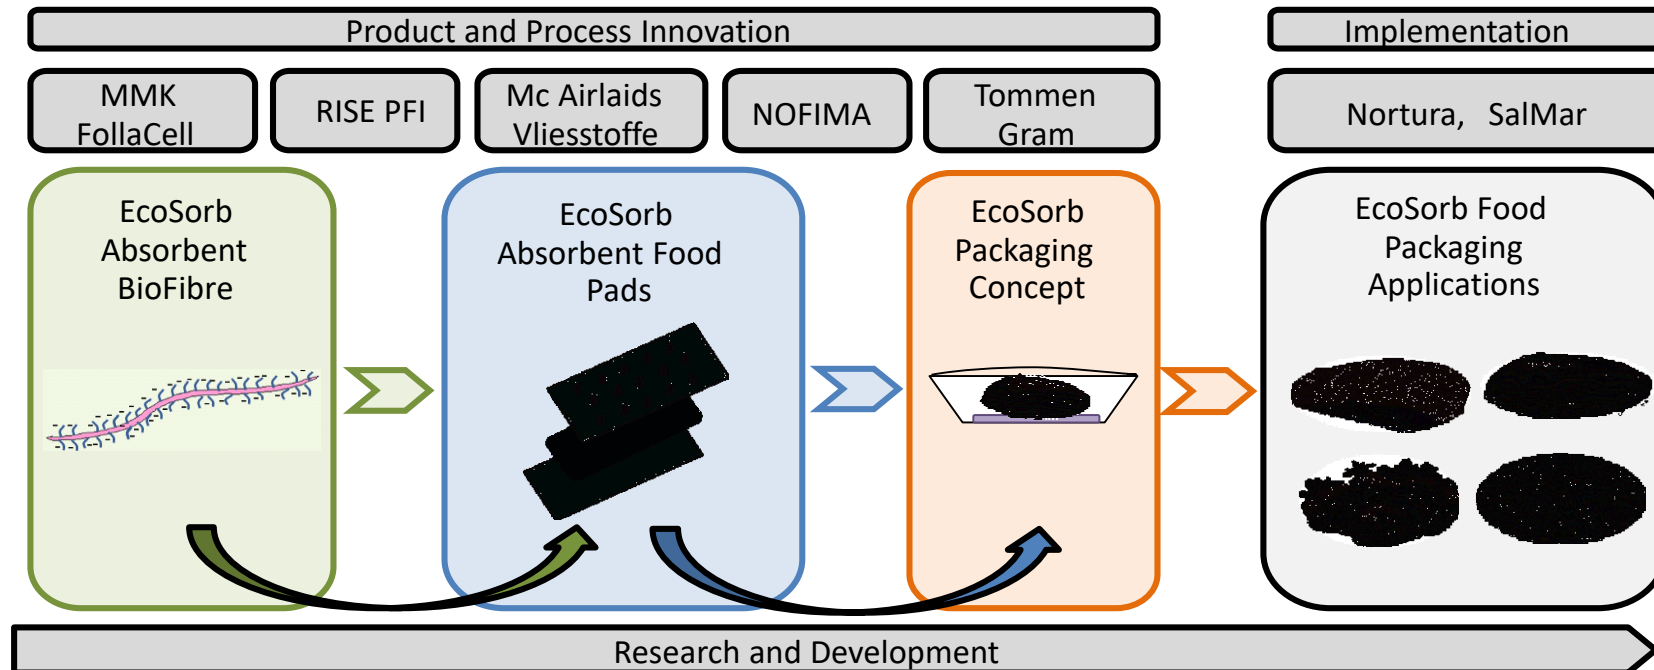 Product and Process Innovation
Implementation
MMK
FollaCell
RISE PFI
Mc Airlaids
Vliesstoffe
NOFIMA
Tommen
Gram
Nortura, SalMar
EcoSorb
Absorbent
BioFibre
EcoSorb
Absorbent Food
Pads
EcoSorb
Packaging
Concept
EcoSorb Food
Packaging
Applications
Research and Development